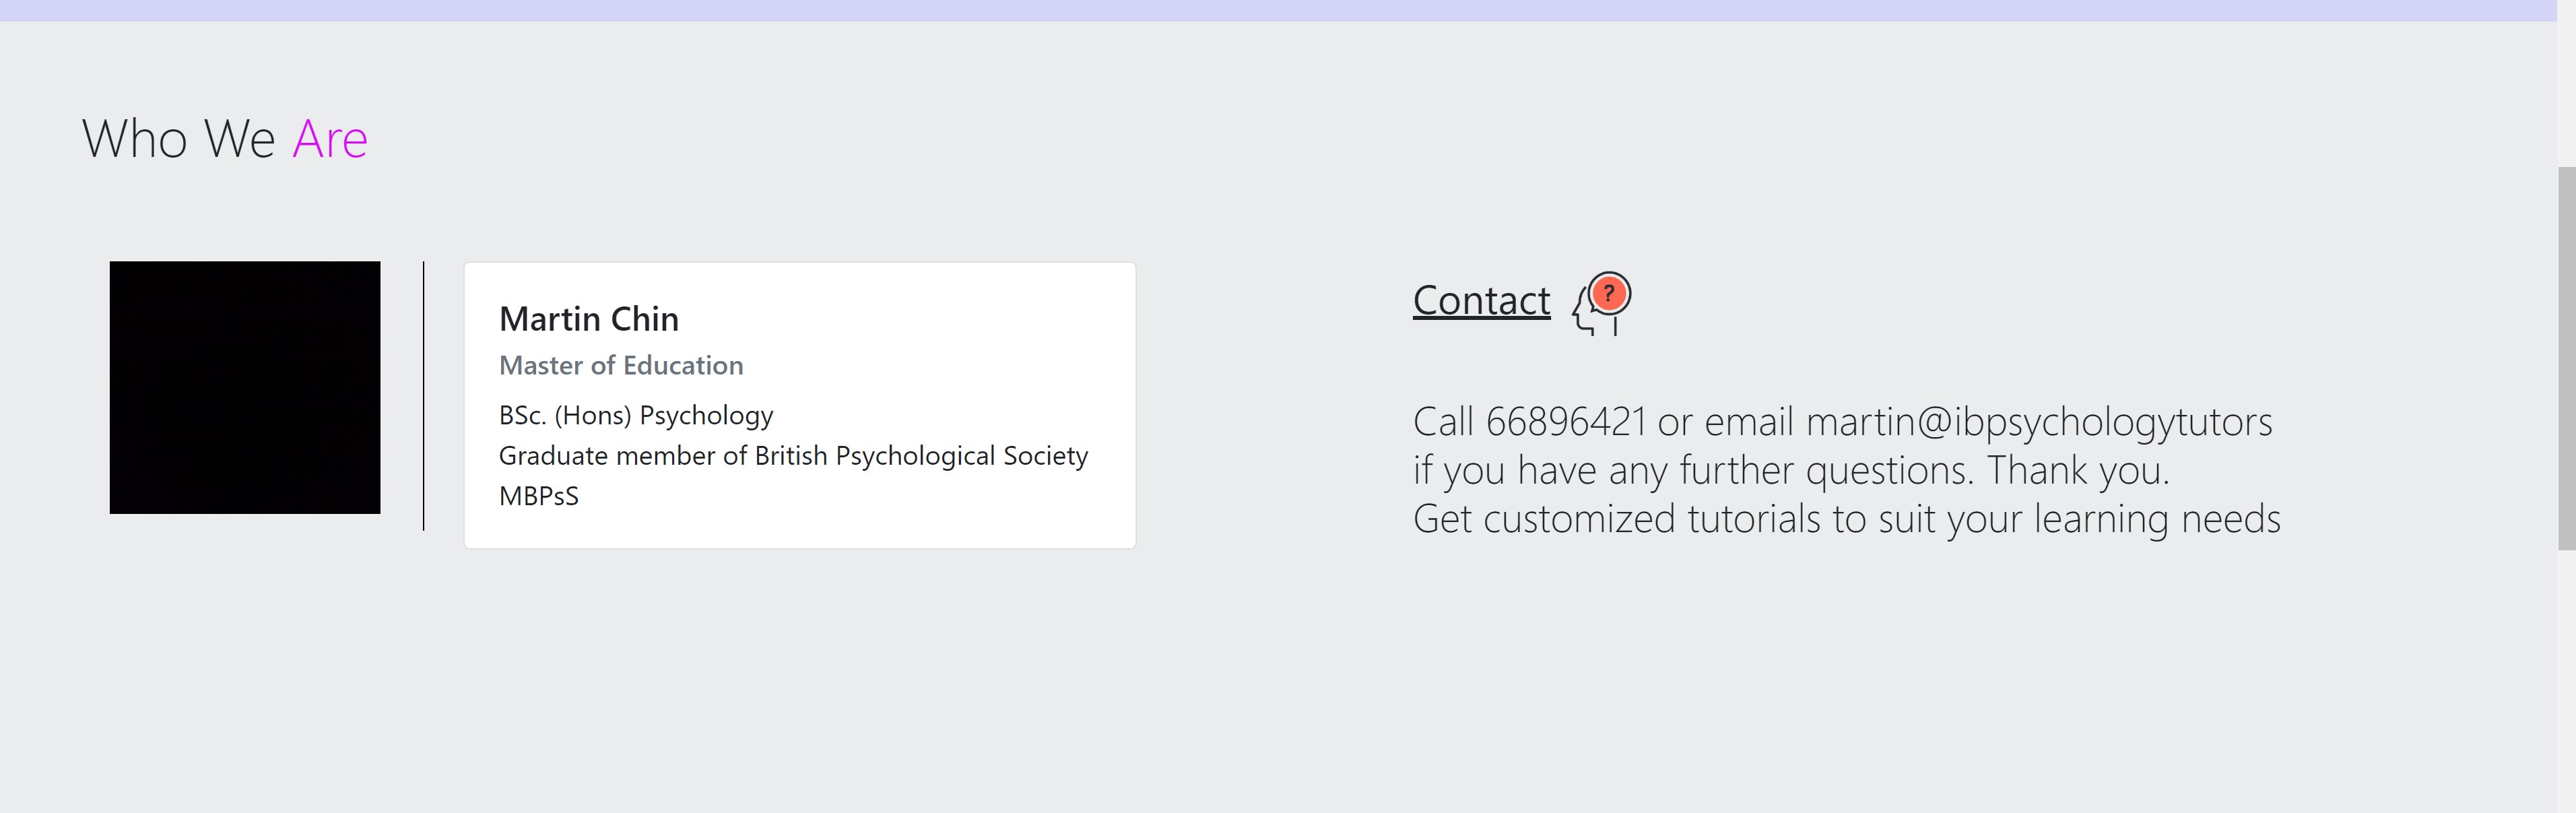 Who We Are
Martin Chin
Master of Education
BSc. (Hons) Psychology
Graduate member of British Psychological Society
MBPsS
Contact
?
Call 66896421 or email martin@ibpsychologytutors
if you have any further questions. Thank you.
Get customized tutorials to suit your learning needs